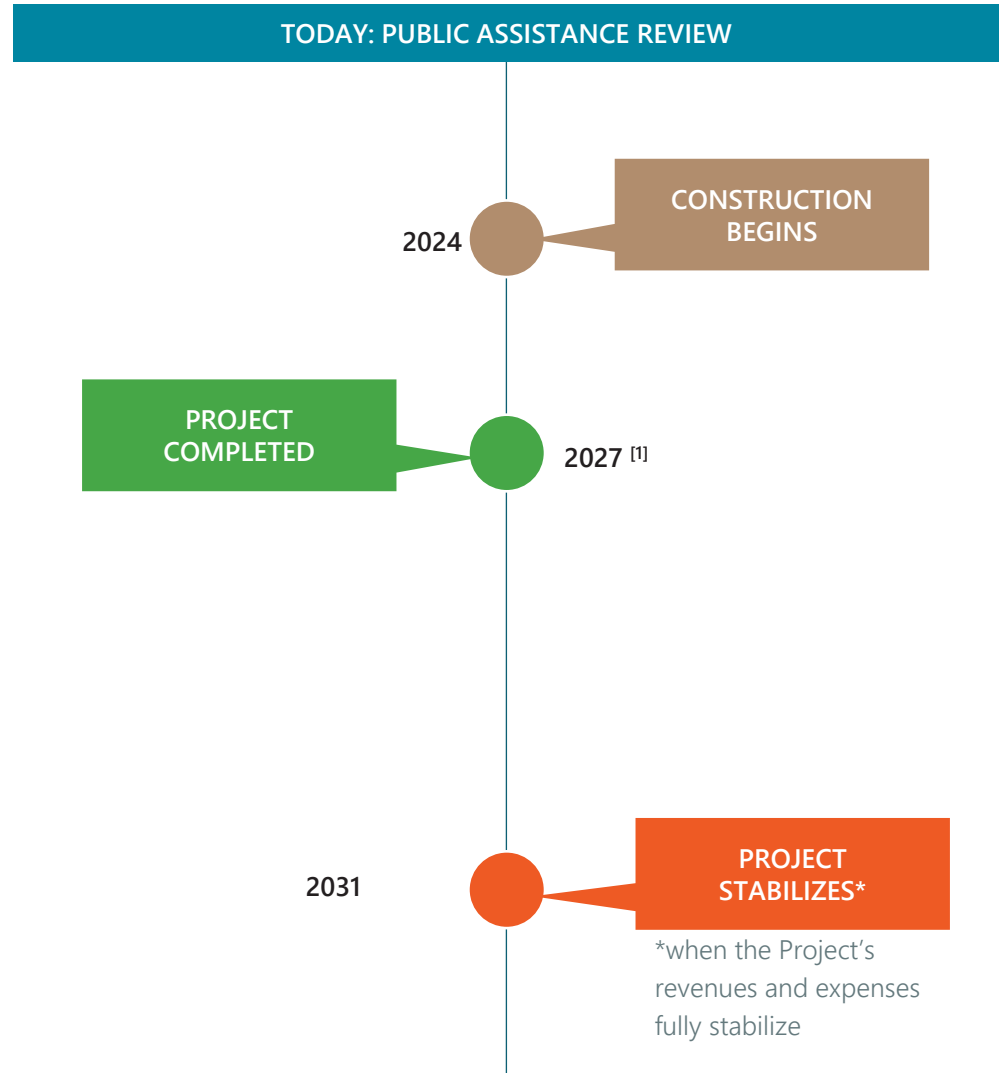 TODAY: PUBLIC ASSISTANCE REVIEW
CONSTRUCTION
BEGINS
2024
PROJECT
COMPLETED
2027 [1]
2031
PROJECT
STABILIZES*
*when the Project’s
revenues and expenses
fully stabilize